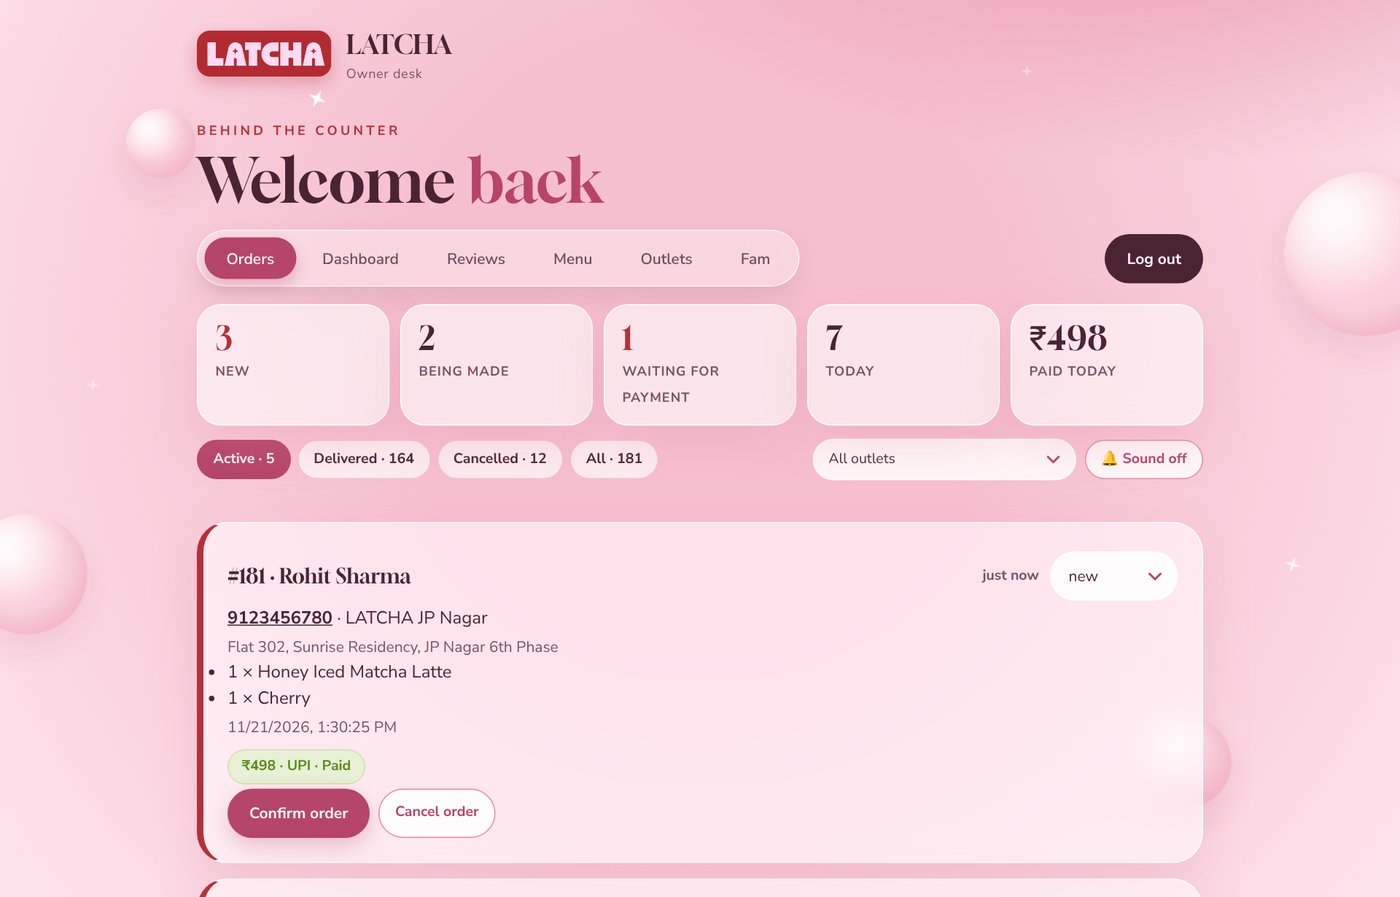 LATCHA
LATCHA
Owner desk
BEHIND THE COUNTER
Welcome back
Orders Dashboard Reviews Menu Outlets Fam
Log out
3
NEW
2
BEING MADE
1
WAITING FOR
PAYMENT
7
TODAY
₹498
PAID TODAY
Active · 5
Delivered · 164
Cancelled · 12
All · 181
All outlets
🔔 Sound off
#181 · Rohit Sharma
just now
new
9123456780 · LATCHA JP Nagar
Flat 302, Sunrise Residency, JP Nagar 6th Phase
• 1 × Honey Iced Matcha Latte
• 1 × Cherry
11/21/2026, 1:30:25 PM
₹498 · UPI · Paid
Confirm order
Cancel order